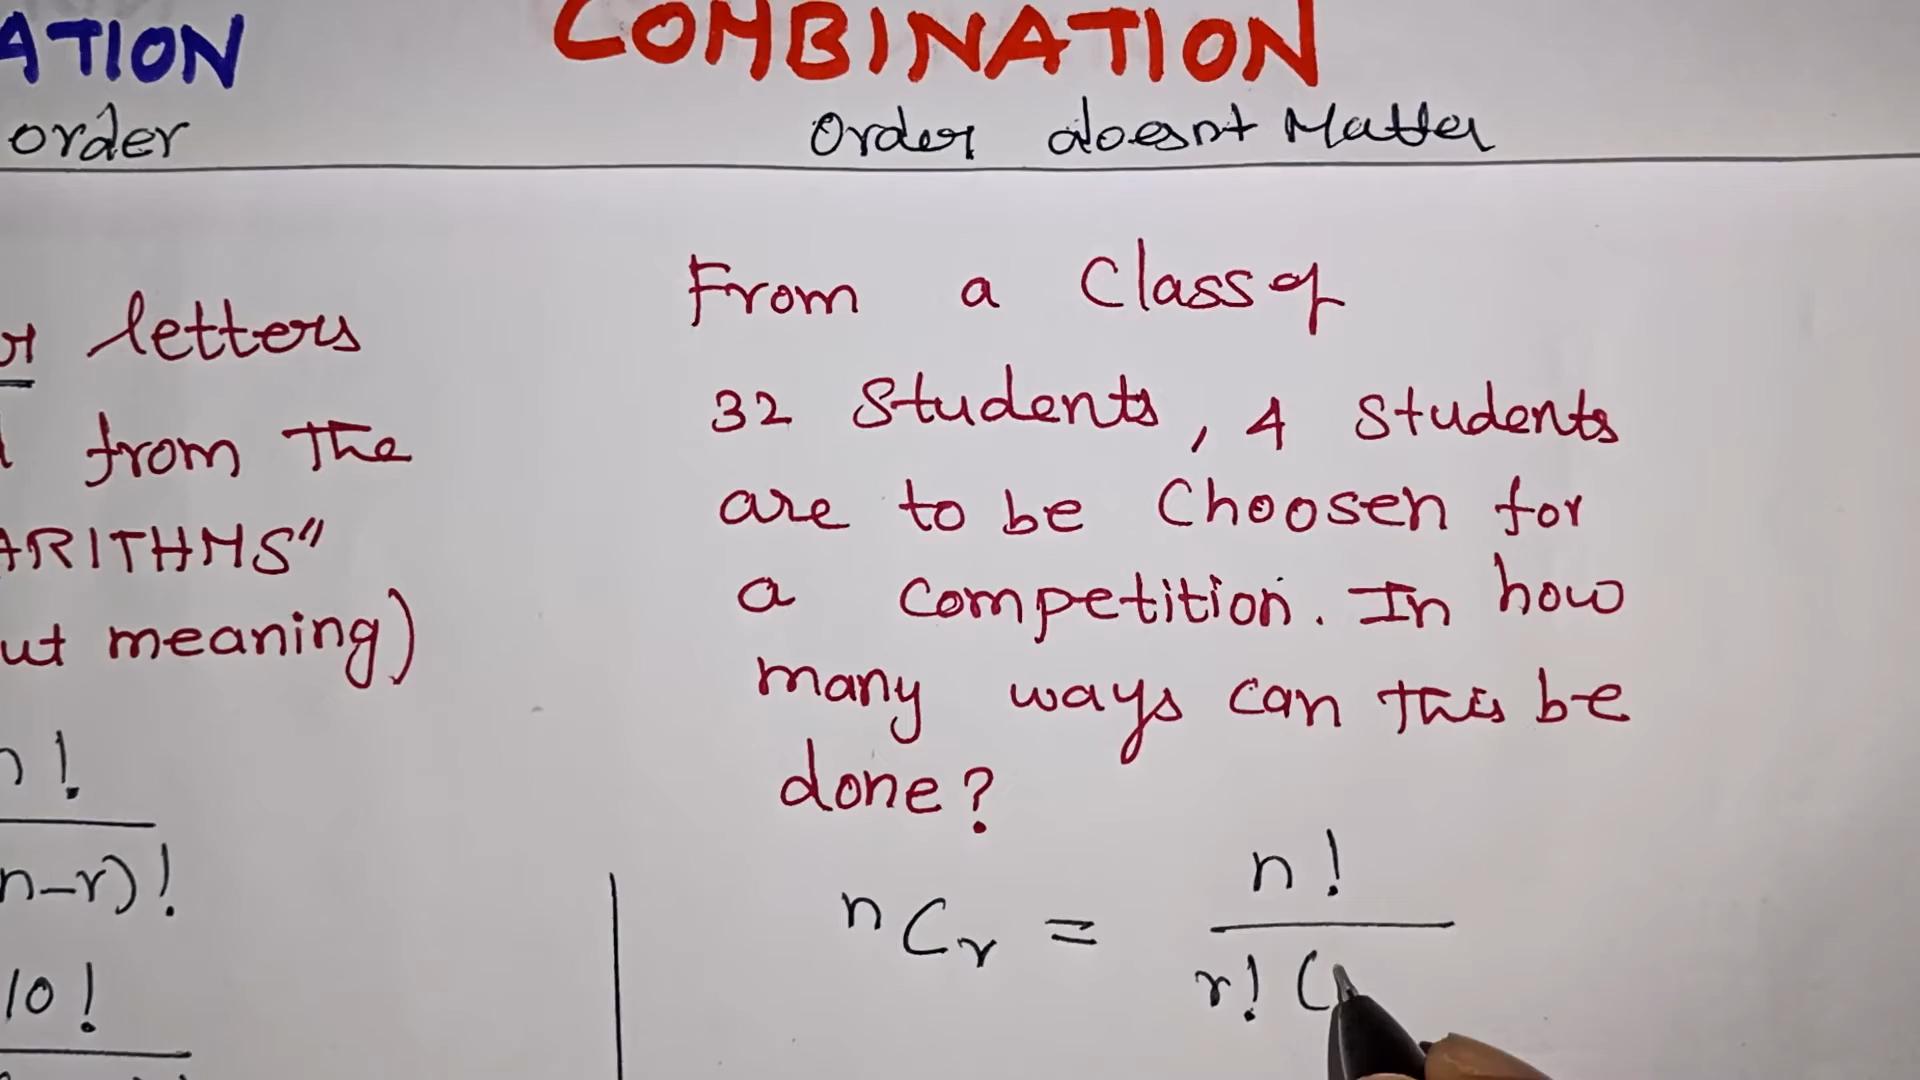 ATION
order
letters
from The
ARITHMS"
ut meaning)
n!
n-r)!
10!
COMBINATION
Order doesnt Matter
From a Class of
32 Students, 4 Students
are to be Choosen for
a Competition. In how
many ways can this be
done?
n!
nCr =
r! (